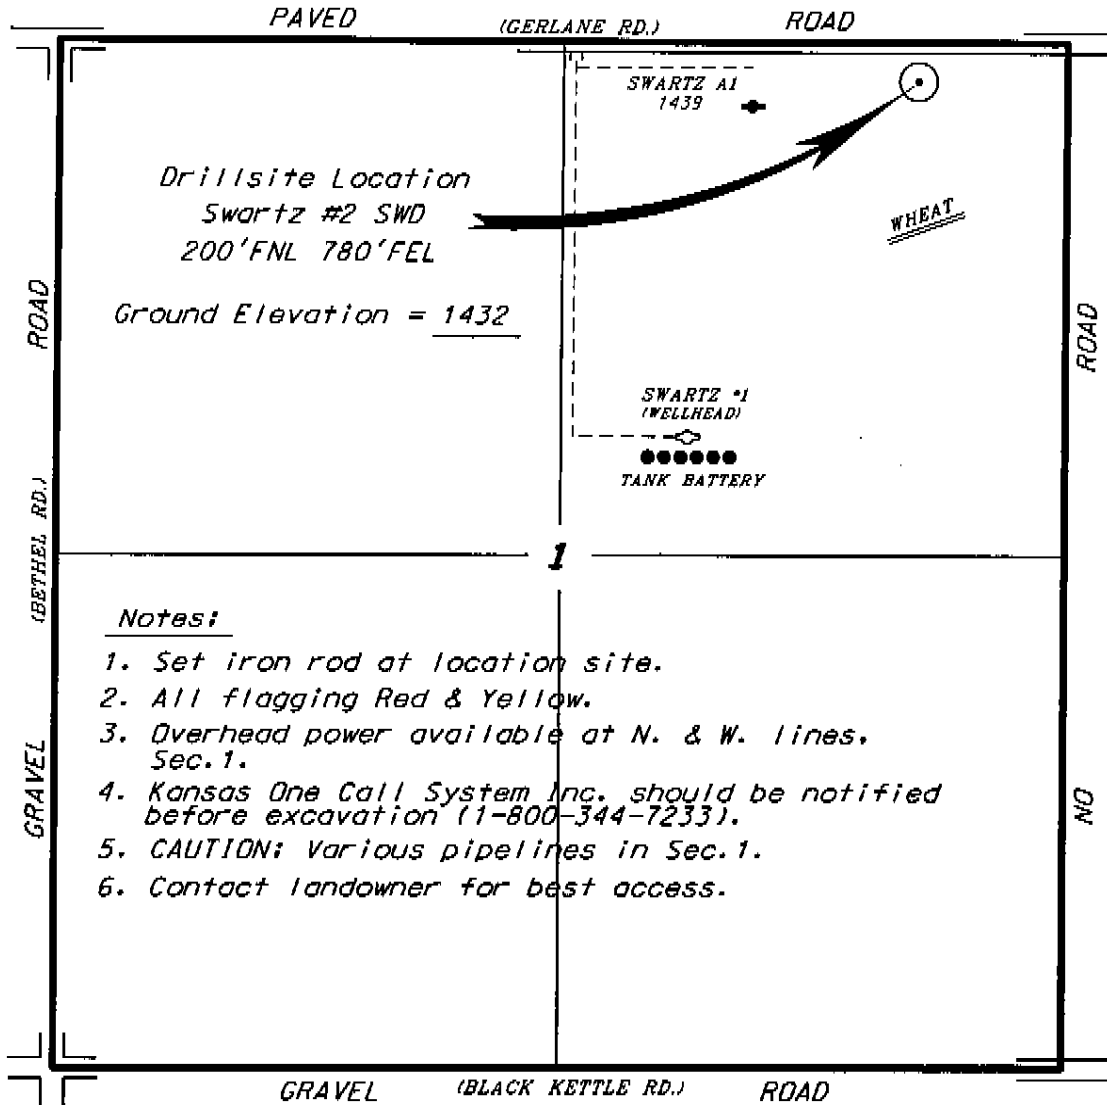 PAVED (GERLANE RD.) ROAD
SWARTZ A1
1439
Drillsite Location
Swartz #2 SWD
200'FNL 780'FEL
WHEAT
Ground Elevation = 1432
SWARTZ #1
(WELLHEAD)
TANK BATTERY
GRAVEL (BETHEL RD.) ROAD
NO ROAD
1
Notes:
1. Set iron rod at location site.
2. All flagging Red & Yellow.
3. Overhead power available at N. & W. lines.
Sec.1.
4. Kansas One Call System Inc. should be notified
before excavation (1-800-344-7233).
5. CAUTION: Various pipelines in Sec.1.
6. Contact landowner for best access.
GRAVEL (BLACK KETTLE RD.) ROAD